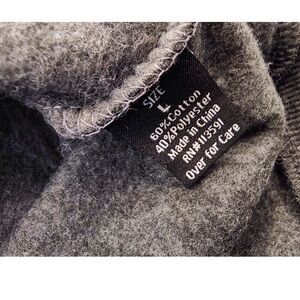 SIZE
L
60%Cotton
40%Polyester
Made in China
RN#113591
Over for Care